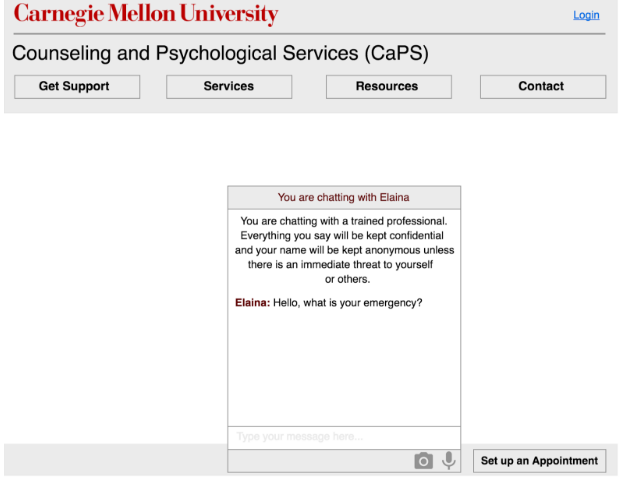 Carnegie Mellon University
Login
Counseling and Psychological Services (CaPS)
Get Support
Services
Resources
Contact
You are chatting with Elaina
You are chatting with a trained professional.
Everything you say will be kept confidential
and your name will be kept anonymous unless
there is an immediate threat to yourself
or others.
Elaina: Hello, what is your emergency?
Type your message here...
Set up an Appointment